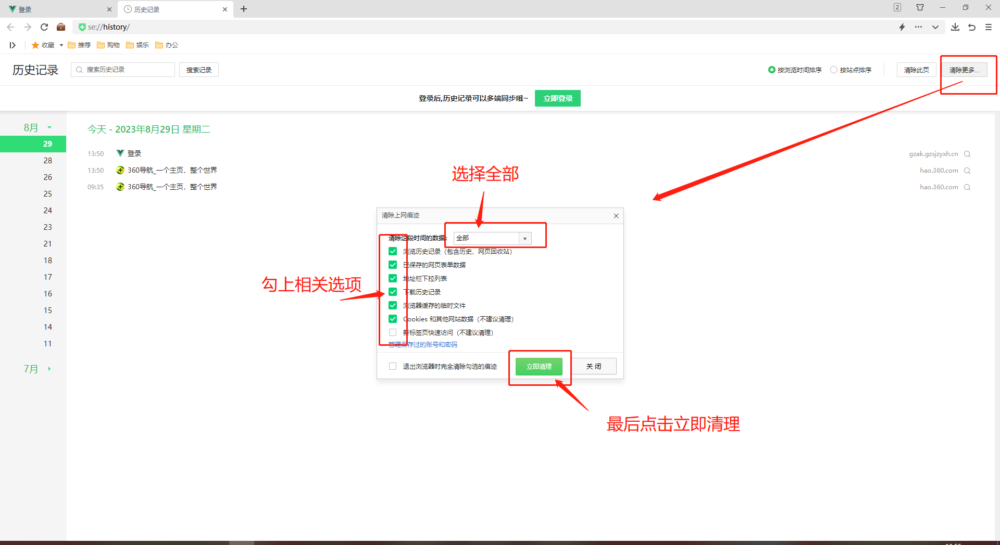 登录
历史记录
2
se://history/
收藏
推荐
购物
娱乐
办公
历史记录
搜索历史记录
搜索记录
按浏览时间排序
按站点排序
清除此页
清除更多...
登录后,历史记录可以多端同步哦~
立即登录
8月
29
28
26
25
24
23
21
18
17
16
15
14
11
7月
今天 - 2023年8月29日 星期二
13:50 登录 gzak.gzsjzyxh.cn
13:50 360导航_一个主页，整个世界 hao.360.com
09:35 360导航_一个主页，整个世界 hao.360.com
选择全部
清除上网痕迹
清除这段时间的数据: 全部
浏览历史记录（包含历史、网页回收站）
已保存的网页表单数据
地址栏下拉列表
勾上相关选项
下载历史记录
浏览器缓存的临时文件
Cookies 和其他网站数据（不建议清理）
新标签页快速访问（不建议清理）
管理保存过的账号和密码
退出浏览器时完全清除勾选的痕迹
立即清理
关 闭
最后点击立即清理